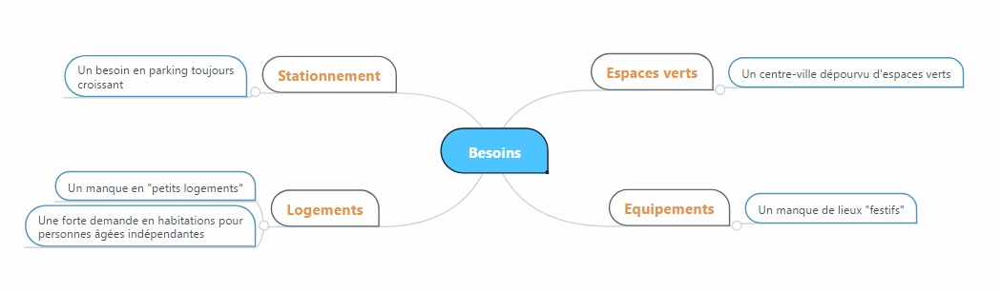 Un besoin en parking toujours
croissant
Stationnement
Espaces verts
Un centre-ville dépourvu d'espaces verts
Besoins
Un manque en "petits logements"
Une forte demande en habitations pour
personnes âgées indépendantes
Logements
Equipements
Un manque de lieux "festifs"